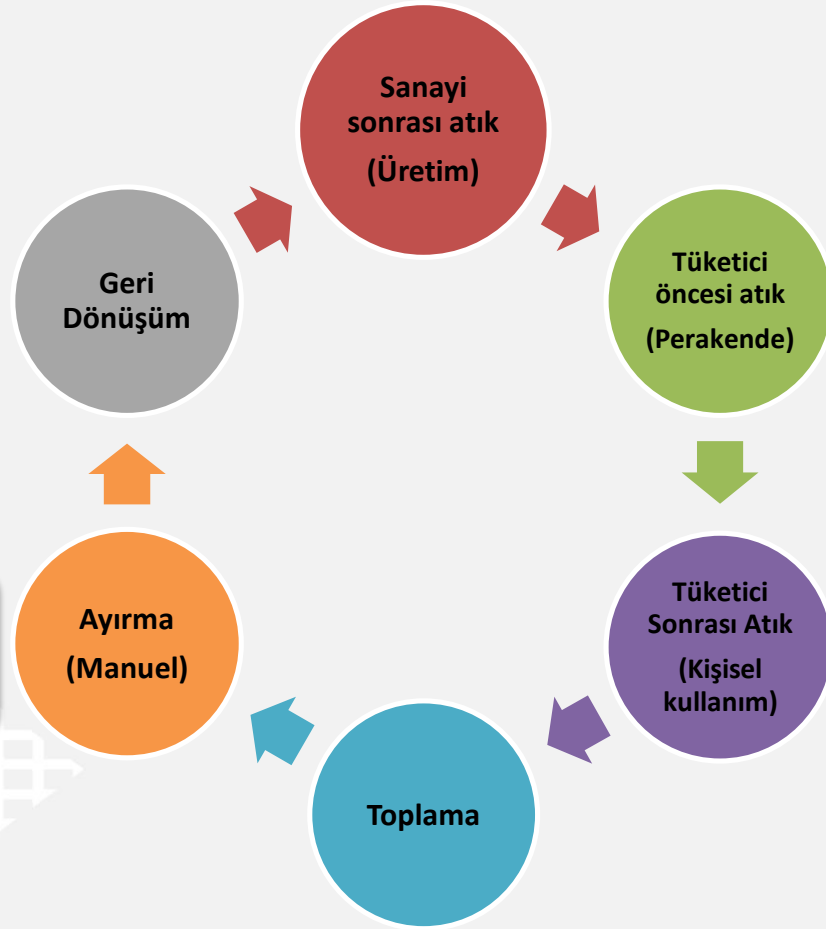 Sanayi
sonrası atık
(Üretim)
Tüketici
öncesi atık
(Perakende)
Tüketici
Sonrası Atık
(Kişisel
kullanım)
Toplama
Ayırma
(Manuel)
Geri
Dönüşüm